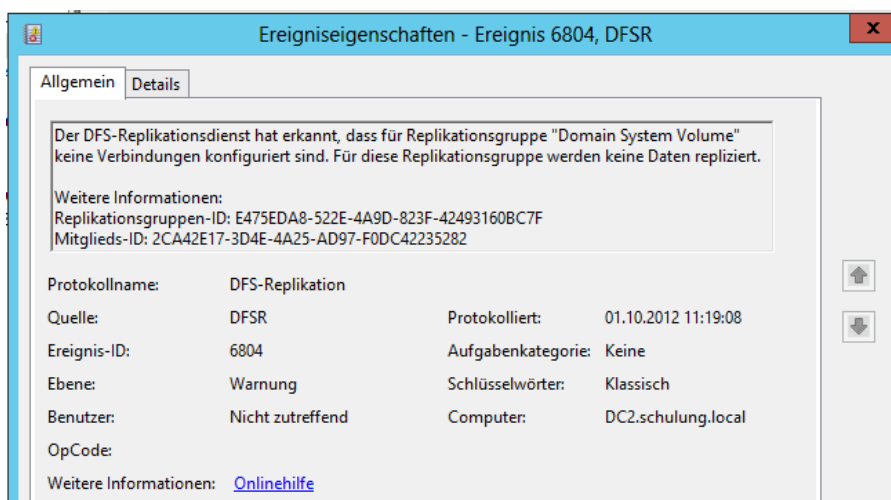 Ereigniseigenschaften - Ereignis 6804, DFSR
x
Allgemein Details
Der DFS-Replikationsdienst hat erkannt, dass für Replikationsgruppe "Domain System Volume"
keine Verbindungen konfiguriert sind. Für diese Replikationsgruppe werden keine Daten repliziert.
Weitere Informationen:
Replikationsgruppen-ID: E475EDA8-522E-4A9D-823F-42493160BC7F
Mitglieds-ID: 2CA42E17-3D4E-4A25-AD97-F0DC42235282
Protokollname: DFS-Replikation
Quelle: DFSR Protokolliert: 01.10.2012 11:19:08
Ereignis-ID: 6804 Aufgabenkategorie: Keine
Ebene: Warnung Schlüsselwörter: Klassisch
Benutzer: Nicht zutreffend Computer: DC2.schulung.local
OpCode:
Weitere Informationen: Onlinehilfe